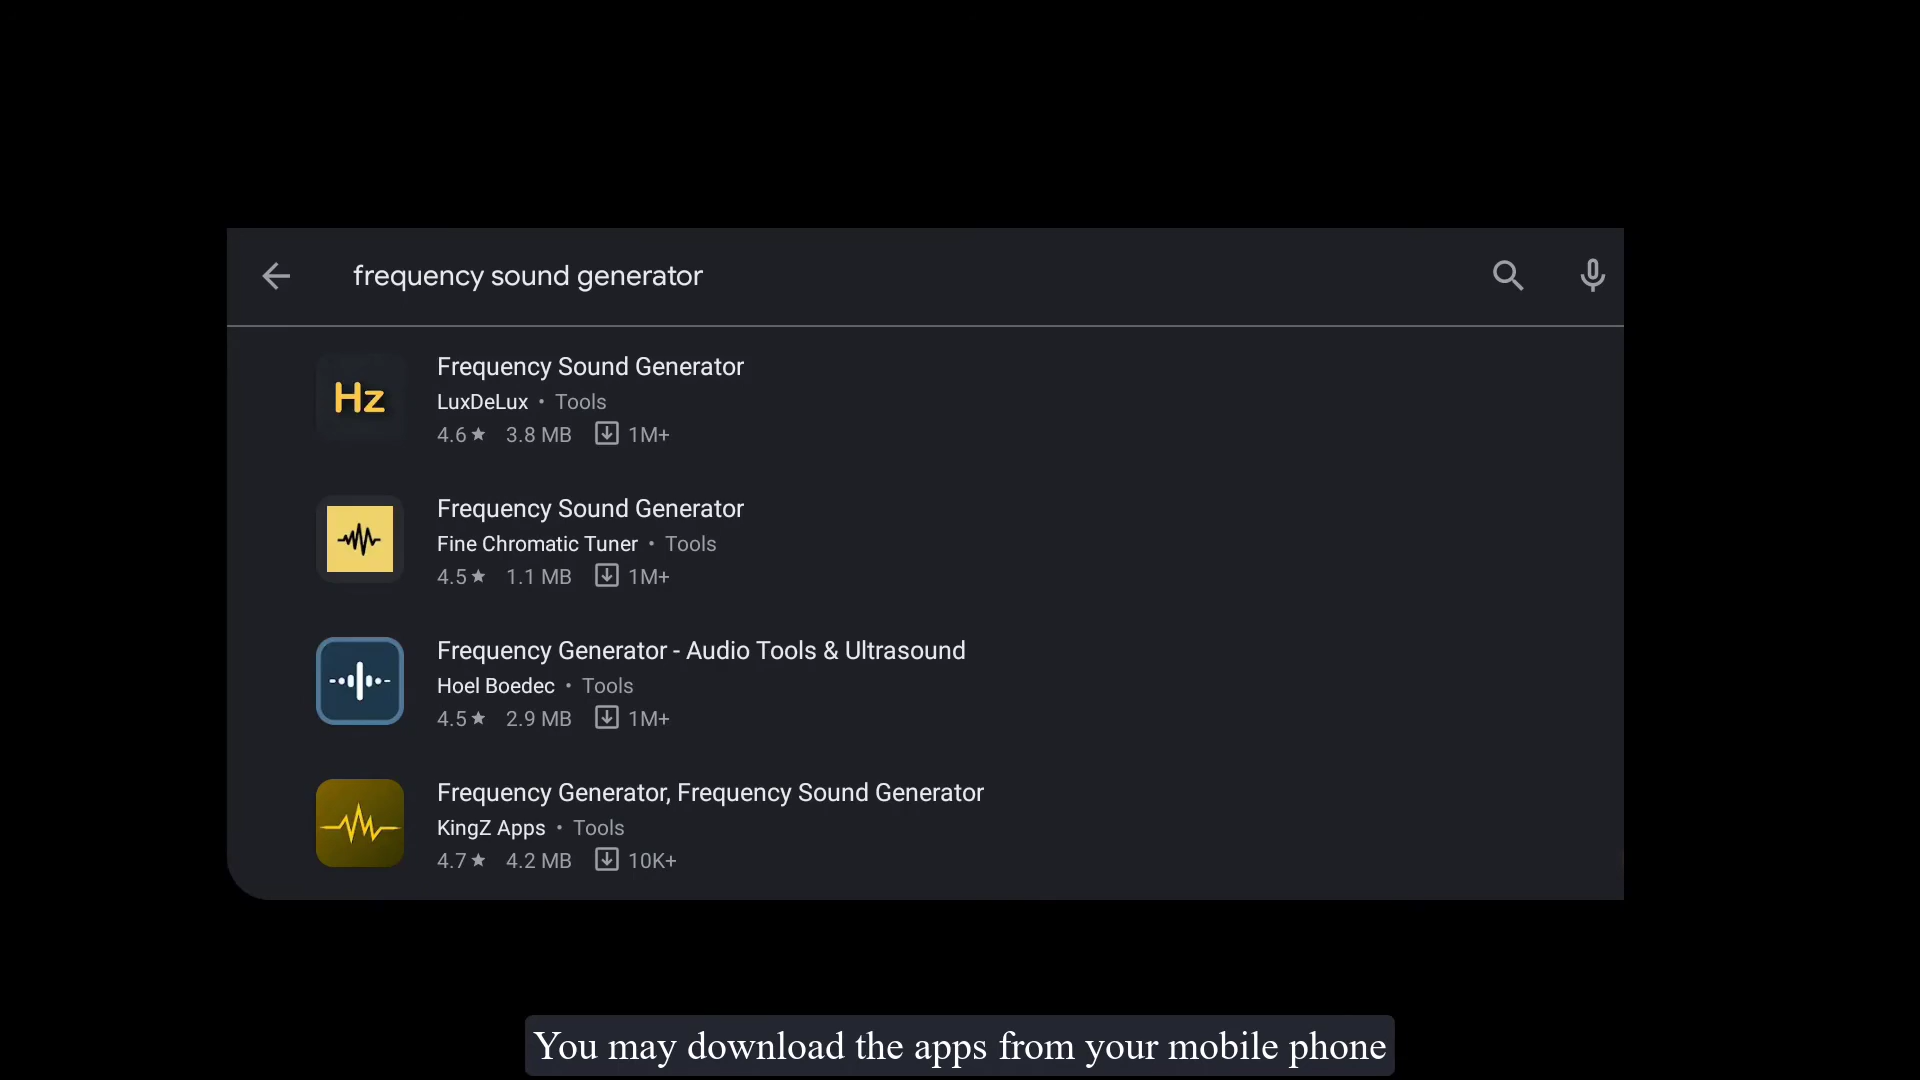 frequency sound generator
Hz
Frequency Sound Generator
LuxDeLux • Tools
4.6★ 3.8 MB 1M+
Frequency Sound Generator
Fine Chromatic Tuner • Tools
4.5★ 1.1 MB 1M+
Frequency Generator - Audio Tools & Ultrasound
Hoel Boedec • Tools
4.5★ 2.9 MB 1M+
Frequency Generator, Frequency Sound Generator
KingZ Apps • Tools
4.7★ 4.2 MB 10K+
You may download the apps from your mobile phone